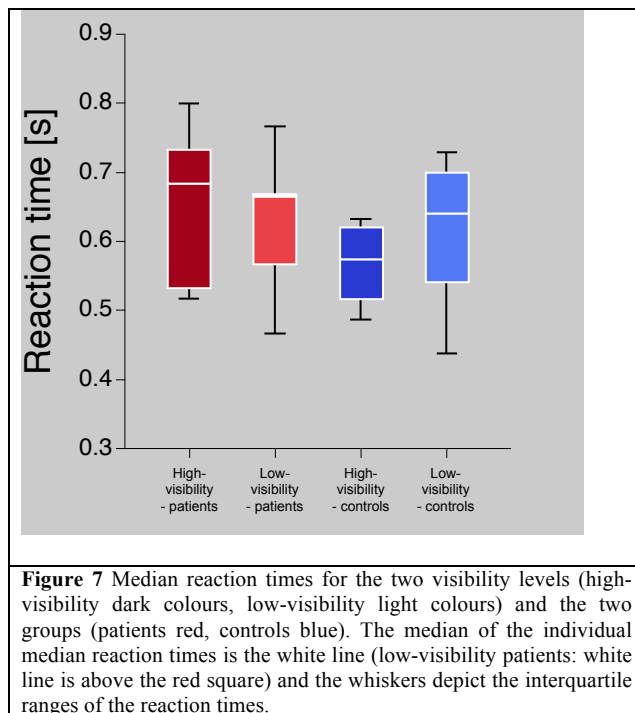 0.9
0.8
0.7
0.6
0.5
0.4
0.3
Reaction time [s]
High-
visibility
- patients
Low-
visibility
- patients
High-
visibility
- controls
Low-
visibility
- controls
Figure 7 Median reaction times for the two visibility levels (high-
visibility dark colours, low-visibility light colours) and the two
groups (patients red, controls blue). The median of the individual
median reaction times is the white line (low-visibility patients: white
line is above the red square) and the whiskers depict the interquartile
ranges of the reaction times.